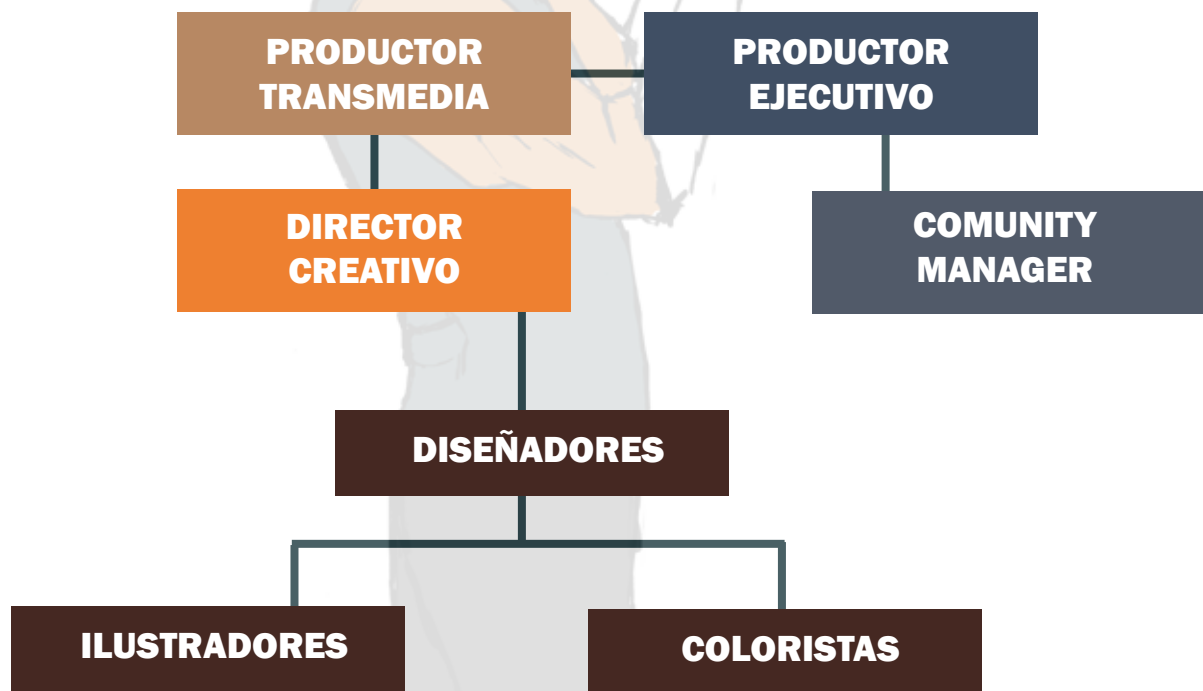 PRODUCTOR
TRANSMEDIA
PRODUCTOR
EJECUTIVO
DIRECTOR
CREATIVO
COMUNITY
MANAGER
DISEÑADORES
ILUSTRADORES
COLORISTAS